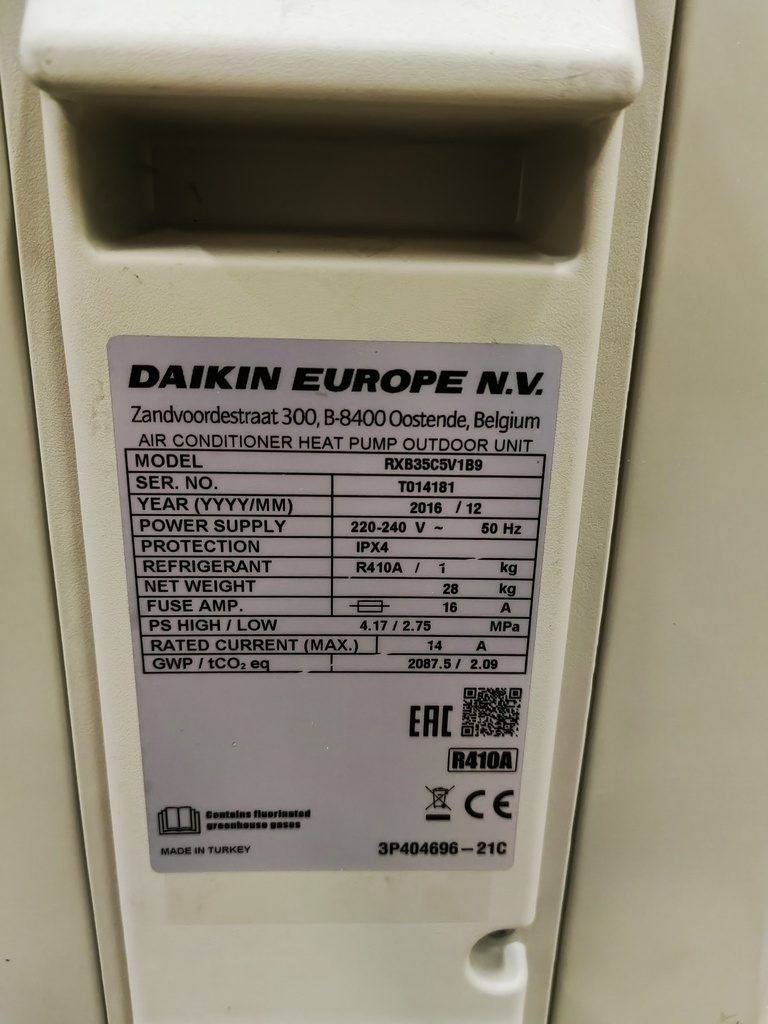 DAIKIN EUROPE N.V.
Zandvoordestraat 300, B-8400 Oostende, Belgium
AIR CONDITIONER HEAT PUMP OUTDOOR UNIT
MODEL RXB35C5V1B9
SER. NO. T014181
YEAR (YYYY/MM) 2016 / 12
POWER SUPPLY 220-240 V ~ 50 Hz
PROTECTION IPX4
REFRIGERANT R410A / 1 kg
NET WEIGHT 28 kg
FUSE AMP. 16 A
PS HIGH / LOW 4.17 / 2.75 MPa
RATED CURRENT (MAX.) 14 A
GWP / tCO₂ eq 2087.5 / 2.09
EAC
R410A
CE
Contains fluorinated
greenhouse gases
MADE IN TURKEY
3P404696-21C